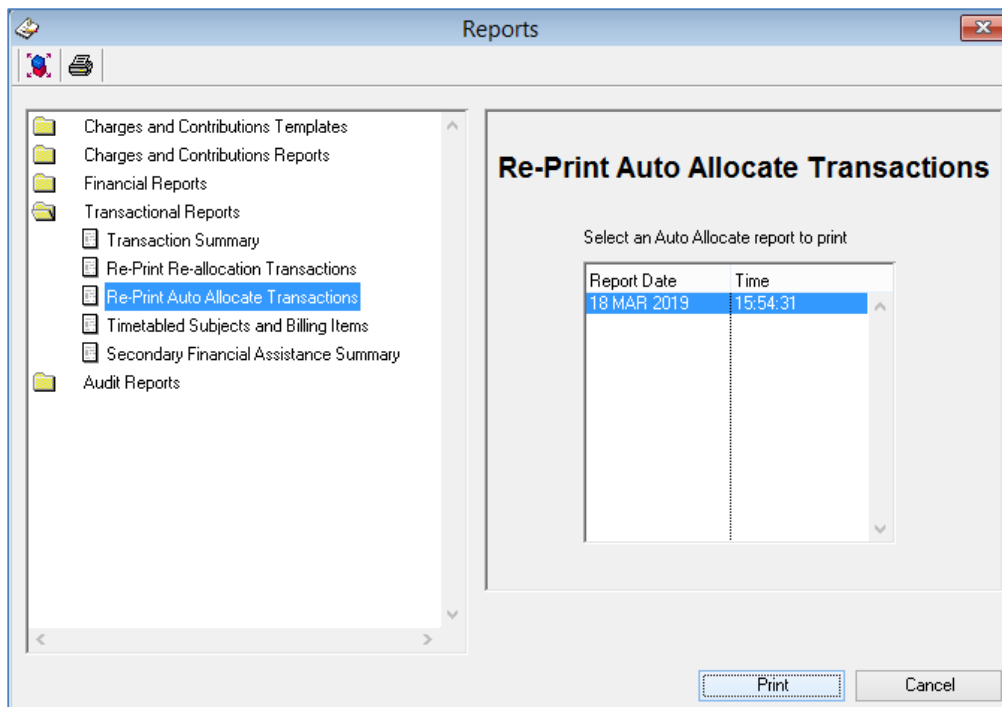 Reports
Charges and Contributions Templates
Charges and Contributions Reports
Financial Reports
Transactional Reports
Transaction Summary
Re-Print Re-allocation Transactions
Re-Print Auto Allocate Transactions
Timetabled Subjects and Billing Items
Secondary Financial Assistance Summary
Audit Reports
Re-Print Auto Allocate Transactions
Select an Auto Allocate report to print
Report Date Time
18 MAR 2019 15:54:31
Print Cancel